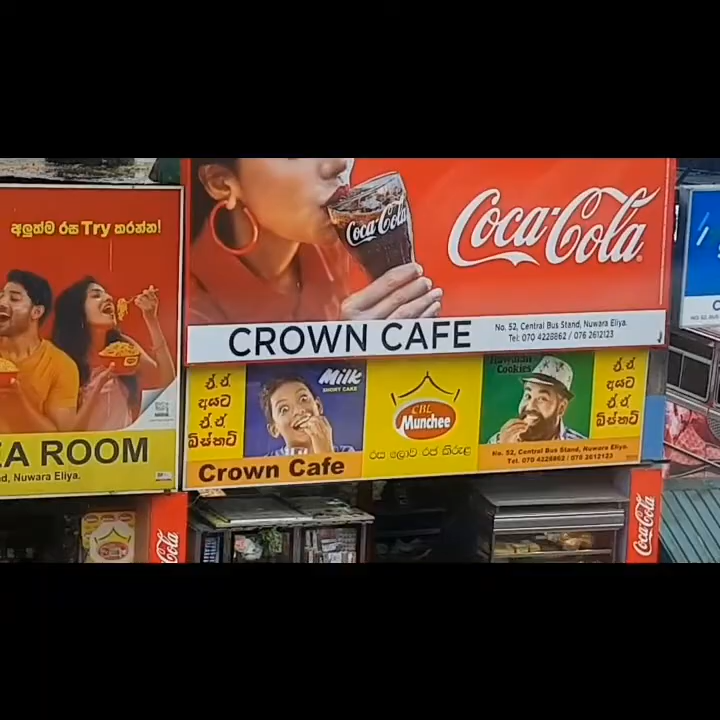 අලුත්ම රස Try කරන්න!
A ROOM
d, Nuwara Eliya.
Coca-Cola
Coca-Cola
CROWN CAFE
No. 52, Central Bus Stand, Nuwara Eliya.
Tel: 070 4228862 / 076 2612123
ඒ.ඒ
අයට
ඒ.ඒ
බිස්කට්
Milk
SHORT CAKE
Crown Cafe
CBL
Munchee
රස ලොව රජ කිරුළ
Hawaiian
Cookies
ඒ.ඒ
අයට
ඒ.ඒ
බිස්කට්
No. 52, Central Bus Stand, Nuwara Eliya.
Tel. 070 4228862 / 076 2612123
Coca-Cola